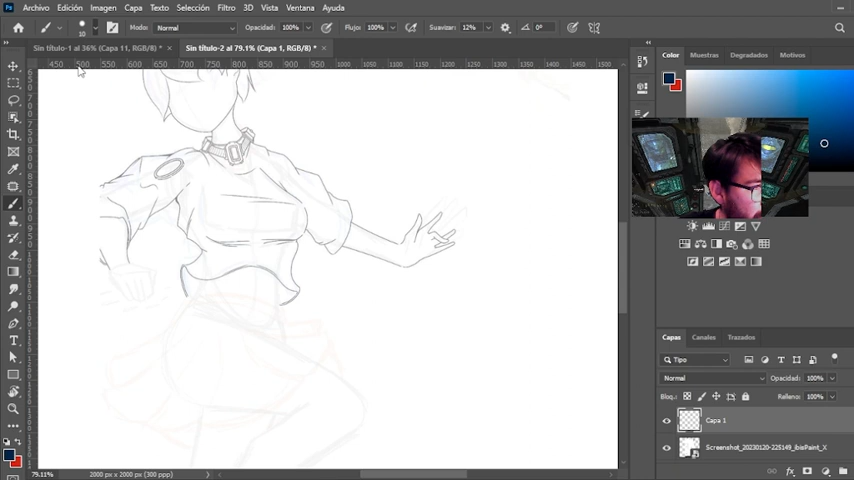 Ps Archivo Edición Imagen Capa Texto Selección Filtro 3D Vista Ventana Ayuda
10 Modo: Normal Opacidad: 100% Flujo: 100% Suavizar: 12% 0°
Sin título-1 al 36% (Capa 11, RGB/8) * × Sin título-2 al 79.1% (Capa 1, RGB/8) * ×
450 500 550 600 650 700 750 800 850 900 950 1000 1050 1100 1150 1200 1250 1300 1350 1400 1450 1500
Color Muestras Degradados Motivos
Capas Canales Trazados
Tipo
Normal Opacidad: 100%
Bloq.: Relleno: 100%
Capa 1
Screenshot_20230120-225149_ibisPaint_X
79.11% 2000 px x 2000 px (300 ppp)
fx